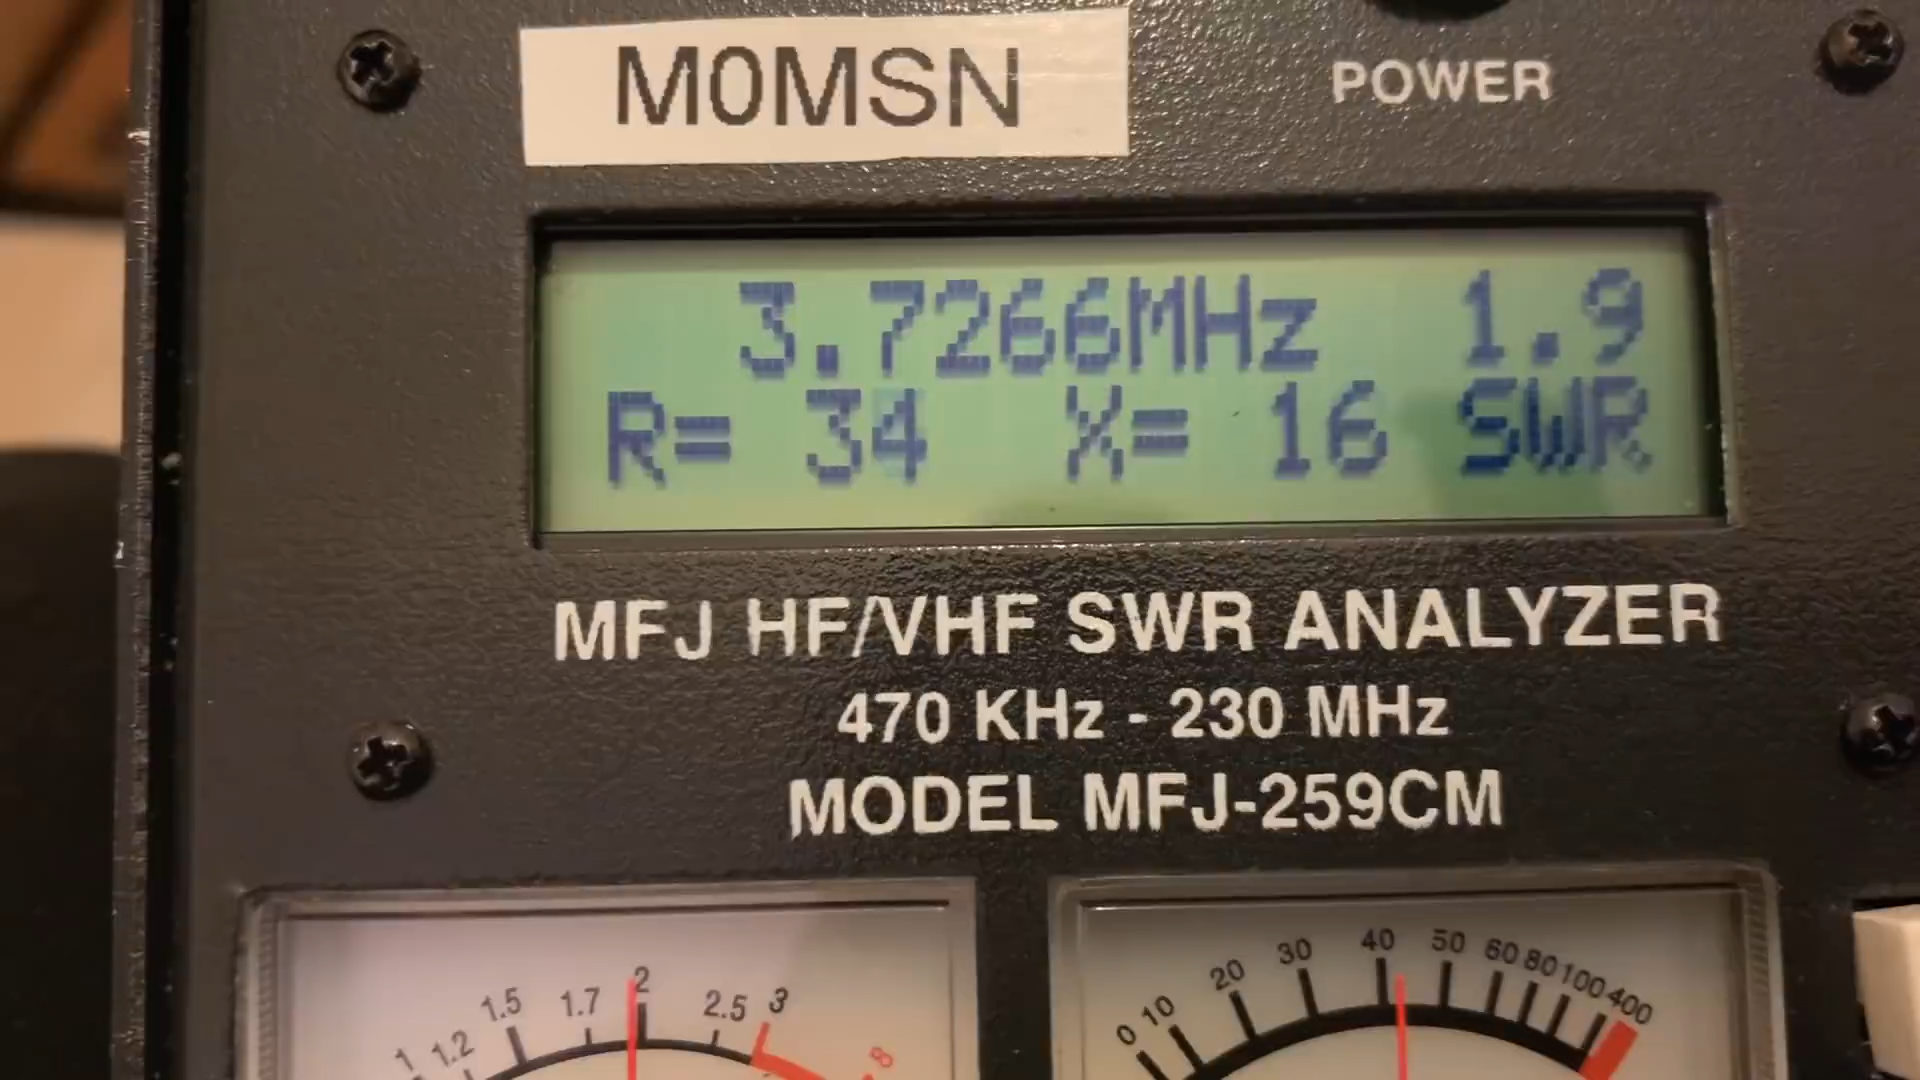 M0MSN
POWER
3.7266MHz 1.9
R= 34 X= 16 SWR
MFJ HF/VHF SWR ANALYZER
470 KHz - 230 MHz
MODEL MFJ-259CM
1 1.2 1.5 1.7 2 2.5 3 8
0 10 20 30 40 50 60 80 100 400